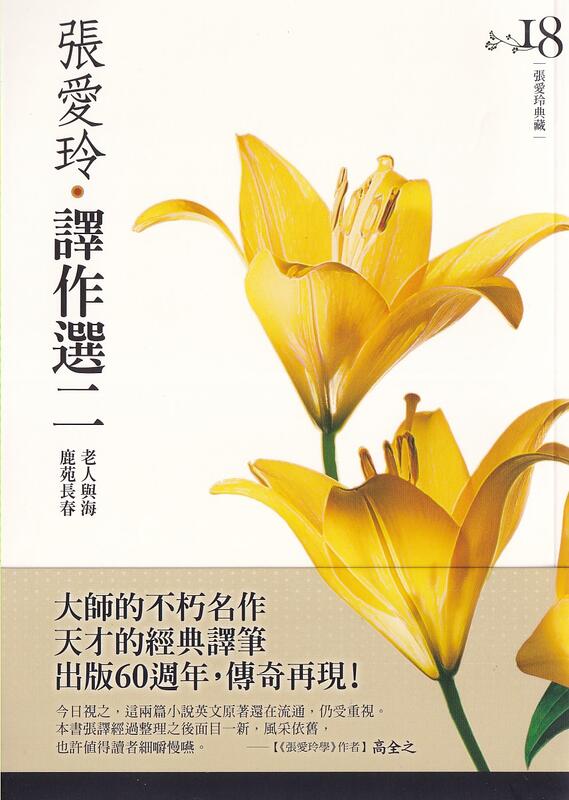 張愛玲・譯作選二
老人與海
鹿苑長春
18
張愛玲典藏
大師的不朽名作
天才的經典譯筆
出版60週年，傳奇再現！
今日視之，這兩篇小說英文原著還在流通，仍受重視。
本書張譯經過整理之後面目一新，風采依舊，
也許值得讀者細嚼慢嚥。 ——【《張愛玲學》作者】高全之